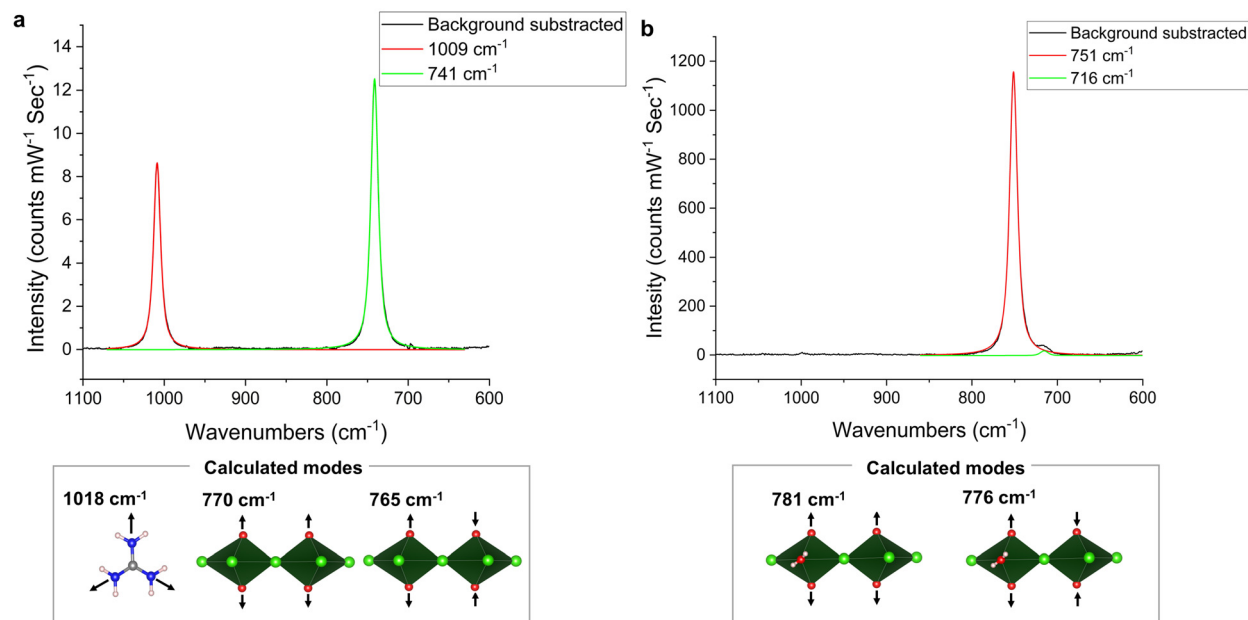 a
Background substracted
1009 cm⁻¹
741 cm⁻¹
14
12
10
8
6
4
2
0
Intensity (counts mW⁻¹ Sec⁻¹)
1100 1000 900 800 700 600
Wavenumbers (cm⁻¹)
Calculated modes
1018 cm⁻¹ 770 cm⁻¹ 765 cm⁻¹
b
Background substracted
751 cm⁻¹
716 cm⁻¹
1200
1000
800
600
400
200
0
Intesity (counts mW⁻¹ Sec⁻¹)
1100 1000 900 800 700 600
Wavenumbers (cm⁻¹)
Calculated modes
781 cm⁻¹ 776 cm⁻¹